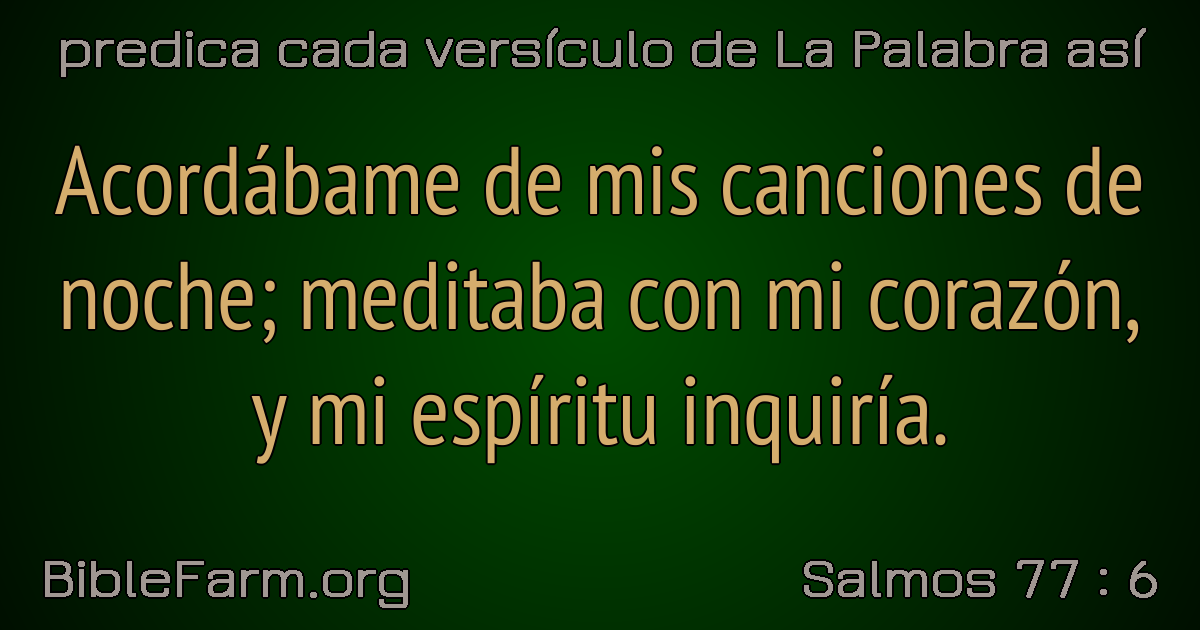 predica cada versículo de La Palabra así
Acordábame de mis canciones de
noche; meditaba con mi corazón,
y mi espíritu inquiría.
BibleFarm.org
Salmos 77 : 6